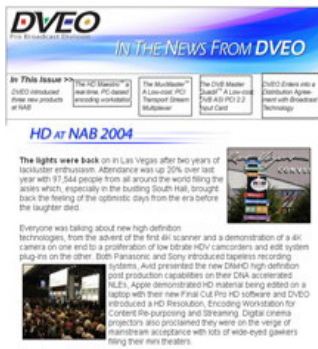 DVEO
Pro Broadcast Division
IN THE NEWS FROM DVEO
In This Issue >>
DVEO introduced
three new products
at NAB
The HD Maestro™ a
real-time, PC-based
encoding workstation
The MuxMaster™
A Low-cost, PCI
Transport Stream
Multiplexer
The DVB Master
Quad/i™ A Low-cost
DVB ASI PCI 2.2
Input Card
DVEO Enters into a
Distribution Agree-
ment with Broadcast
Technology
HD AT NAB 2004
The lights were back on in Las Vegas after two years of
lackluster enthusiasm. Attendance was up 20% over last
year with 97,544 people from all around the world filling the
aisles which, especially in the bustling South Hall, brought
back the feeling of the optimistic days from the era before
the laughter died.
Everyone was talking about new high definition
technologies, from the advent of the first 4K scanner and a demonstration of a 4K
camera on one end to a proliferation of low bitrate HDV camcorders and edit system
plug-ins on the other. Both Panasonic and Sony introduced tapeless recording
systems, Avid presented the new DNxHD high definition
post production capabilities on their DNA accelerated
NLEs, Apple demonstrated HD material being edited on a
laptop with their new Final Cut Pro HD software and DVEO
introduced a HD Resolution, Encoding Workstation for
Content Re-purposing and Streaming. Digital cinema
projectors also proclaimed they were on the verge of
mainstream acceptance with lots of wide-eyed gawkers
filling their mini theaters.